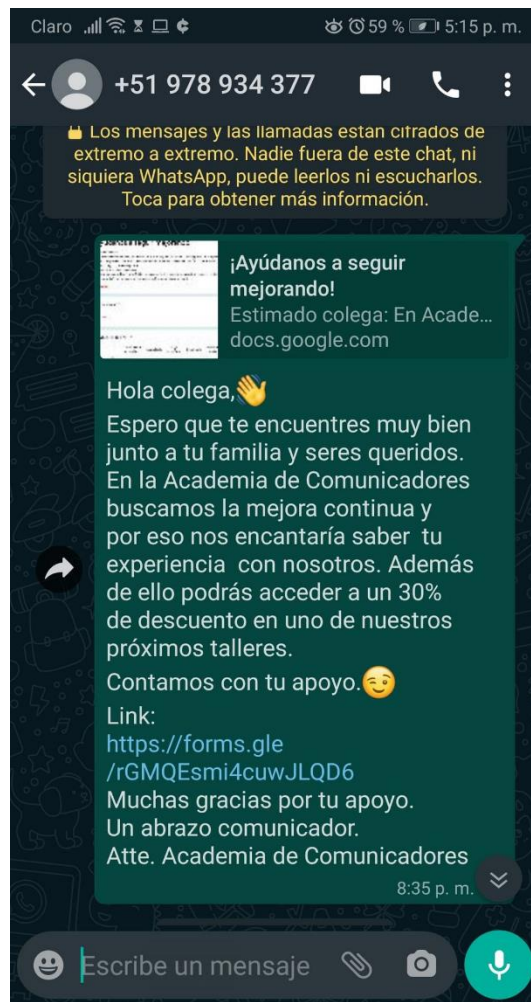 Claro 59 % 5:15 p. m.
+51 978 934 377
Los mensajes y las llamadas están cifrados de
extremo a extremo. Nadie fuera de este chat, ni
siquiera WhatsApp, puede leerlos ni escucharlos.
Toca para obtener más información.
¡Ayúdanos a seguir
mejorando!
Estimado colega: En Acade...
docs.google.com
Hola colega,👋
Espero que te encuentres muy bien
junto a tu familia y seres queridos.
En la Academia de Comunicadores
buscamos la mejora continua y
por eso nos encantaría saber tu
experiencia con nosotros. Además
de ello podrás acceder a un 30%
de descuento en uno de nuestros
próximos talleres.
Contamos con tu apoyo.😉
Link:
https://forms.gle
/rGMQEsmi4cuwJLQD6
Muchas gracias por tu apoyo.
Un abrazo comunicador.
Atte. Academia de Comunicadores
8:35 p. m.
Escribe un mensaje